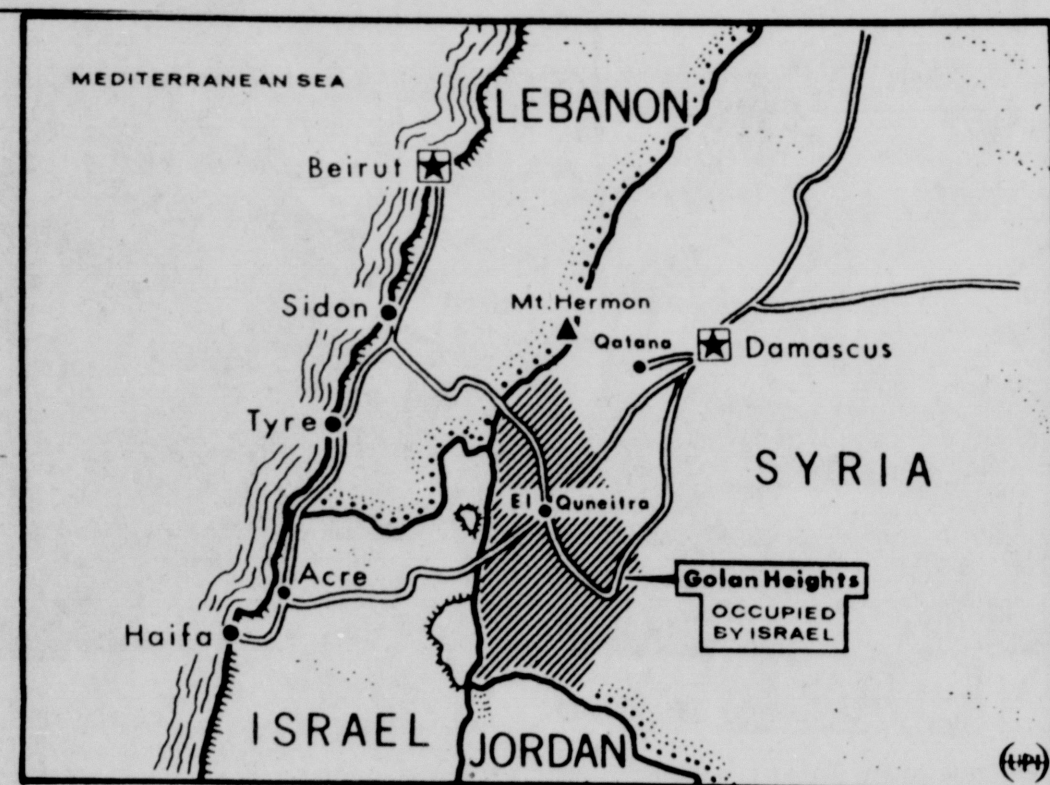 MEDITERRANEAN SEA
LEBANON
Beirut
Sidon
Mt. Hermon
Qatana
Damascus
Tyre
SYRIA
El Quneitra
Acre
Golan Heights
OCCUPIED
BY ISRAEL
Haifa
ISRAEL
JORDAN
(UPI)